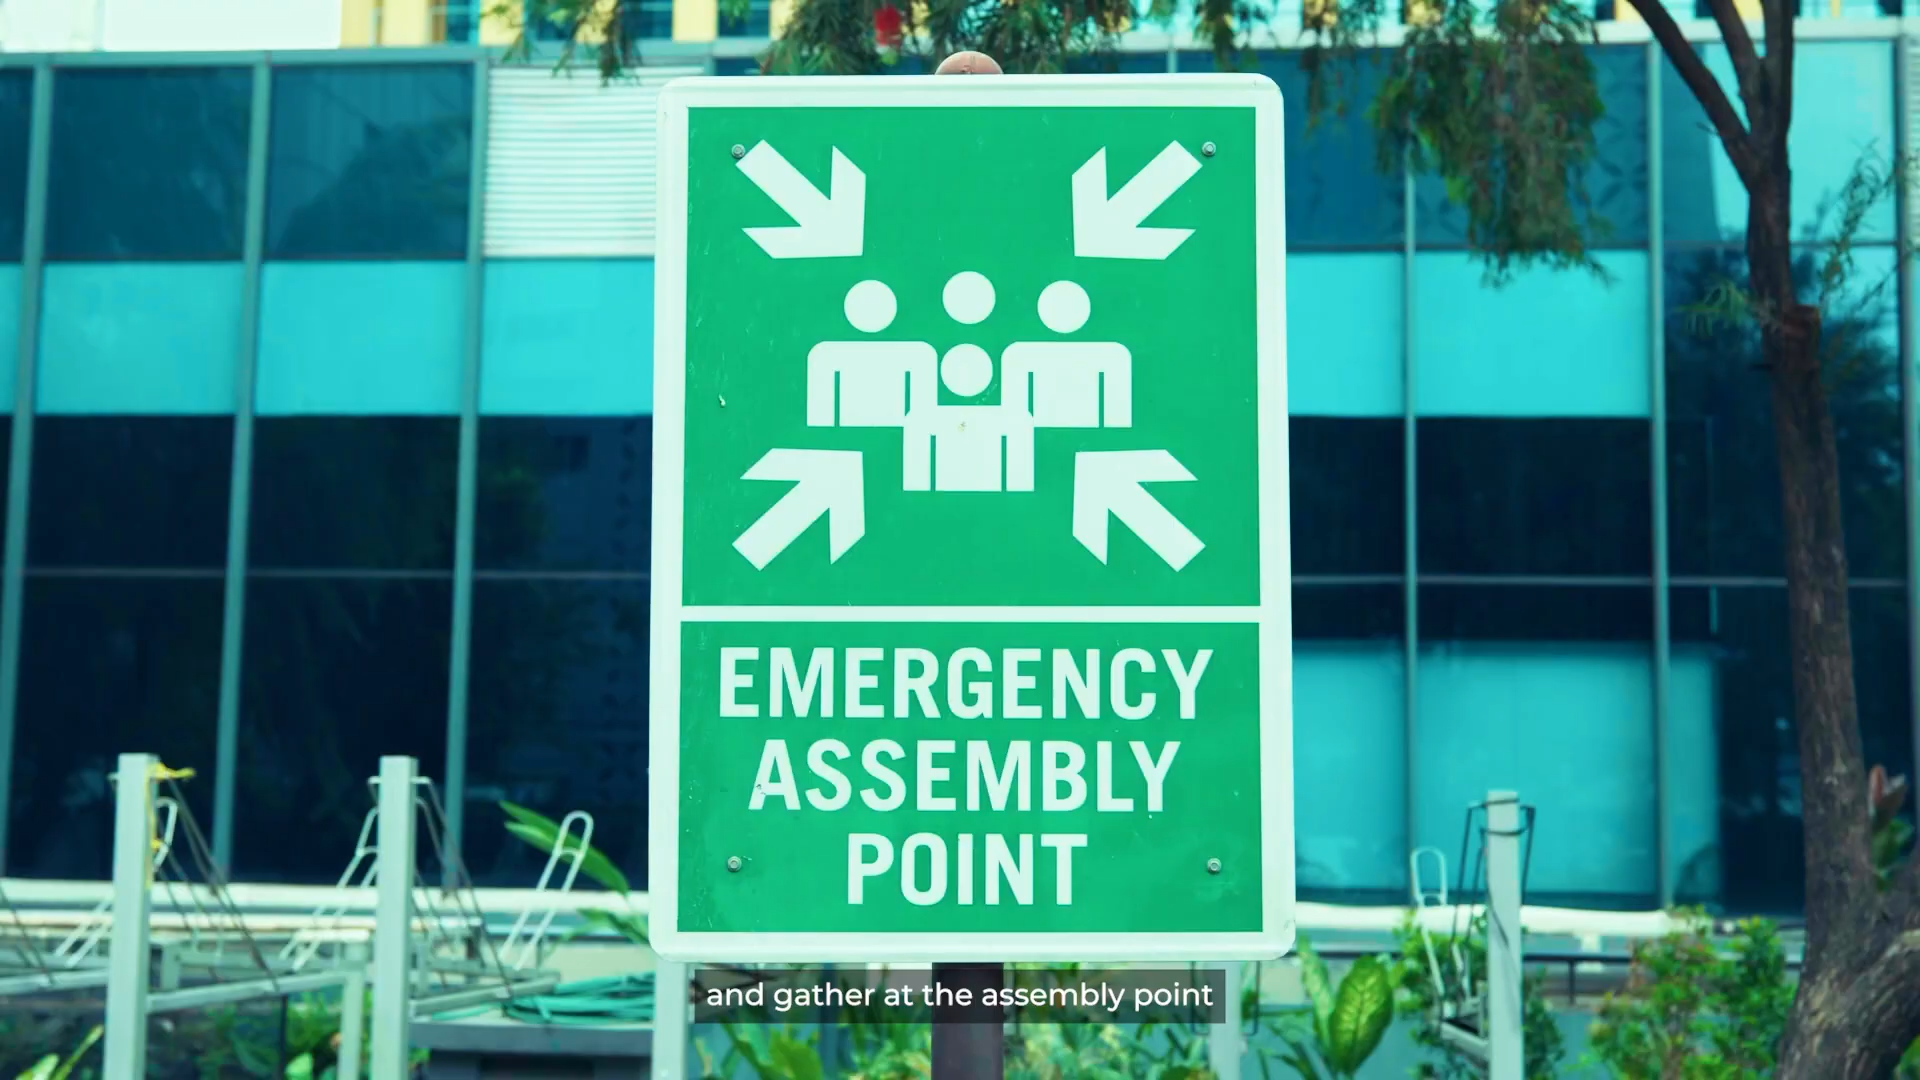 EMERGENCY
ASSEMBLY
POINT
and gather at the assembly point